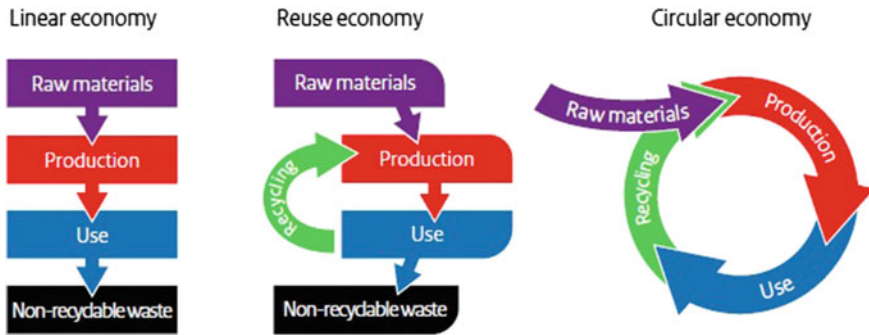 Linear economy
Raw materials
Production
Use
Non-recyclable waste
Reuse economy
Raw materials
Production
Recycling
Use
Non-recyclable waste
Circular economy
Raw materials
Production
Use
Recycling